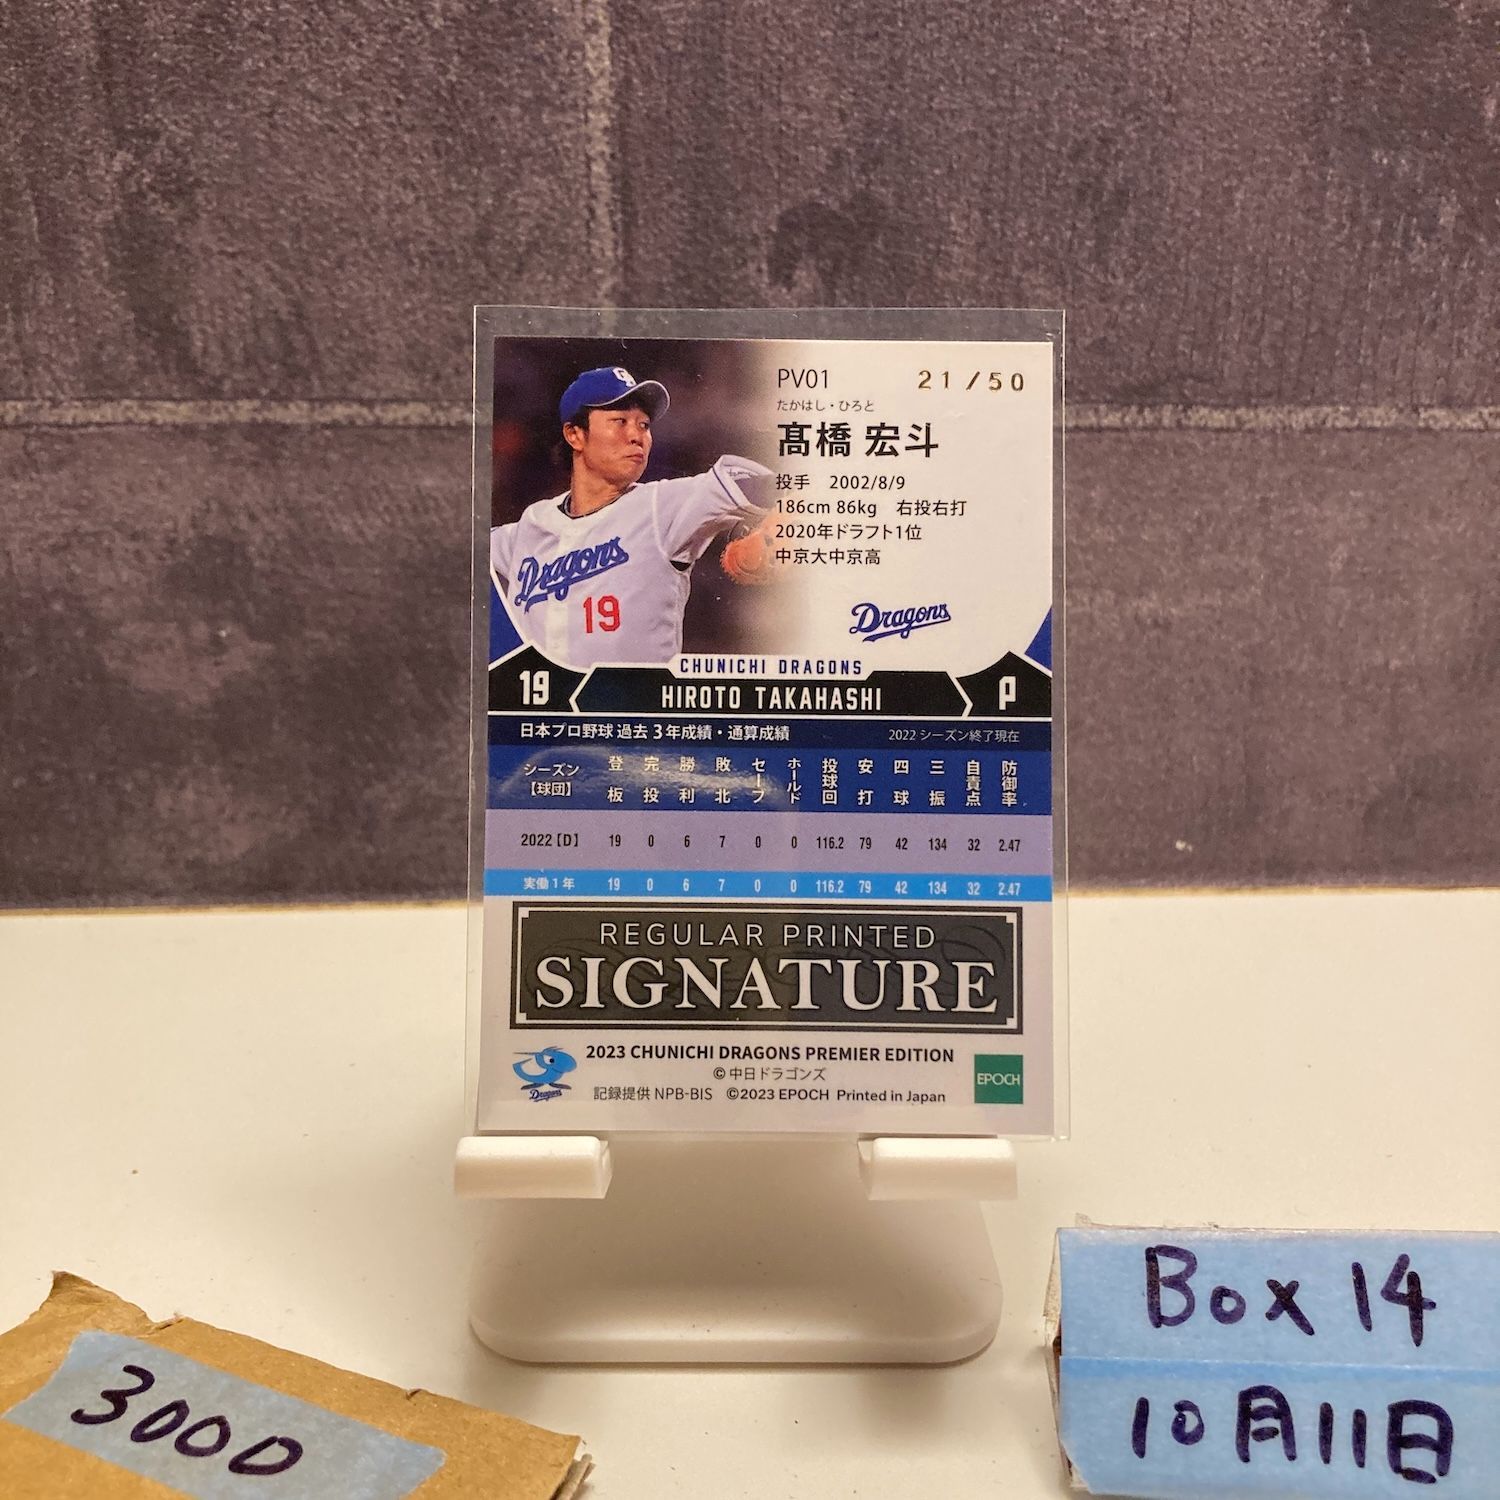 PV01 21/50
たかはし・ひろと
髙橋 宏斗
投手 2002/8/9
186cm 86kg 右投右打
2020年ドラフト1位
中京大中京高
Dragons
19
Dragons
CHUNICHI DRAGONS
19 HIROTO TAKAHASHI P
日本プロ野球 過去 3年成績・通算成績 2022 シーズン終了現在
シーズン【球団】 登板 完投 勝利 敗北 セーブ ホールド 投球回 安打 四球 三振 自責点 防御率
2022【D】 19 0 6 7 0 0 116.2 79 42 134 32 2.47
実働1年 19 0 6 7 0 0 116.2 79 42 134 32 2.47
REGULAR PRINTED
SIGNATURE
2023 CHUNICHI DRAGONS PREMIER EDITION
©中日ドラゴンズ
記録提供 NPB-BIS ©2023 EPOCH Printed in Japan
Dragons
EPOCH
Box 14
10月11日
300D